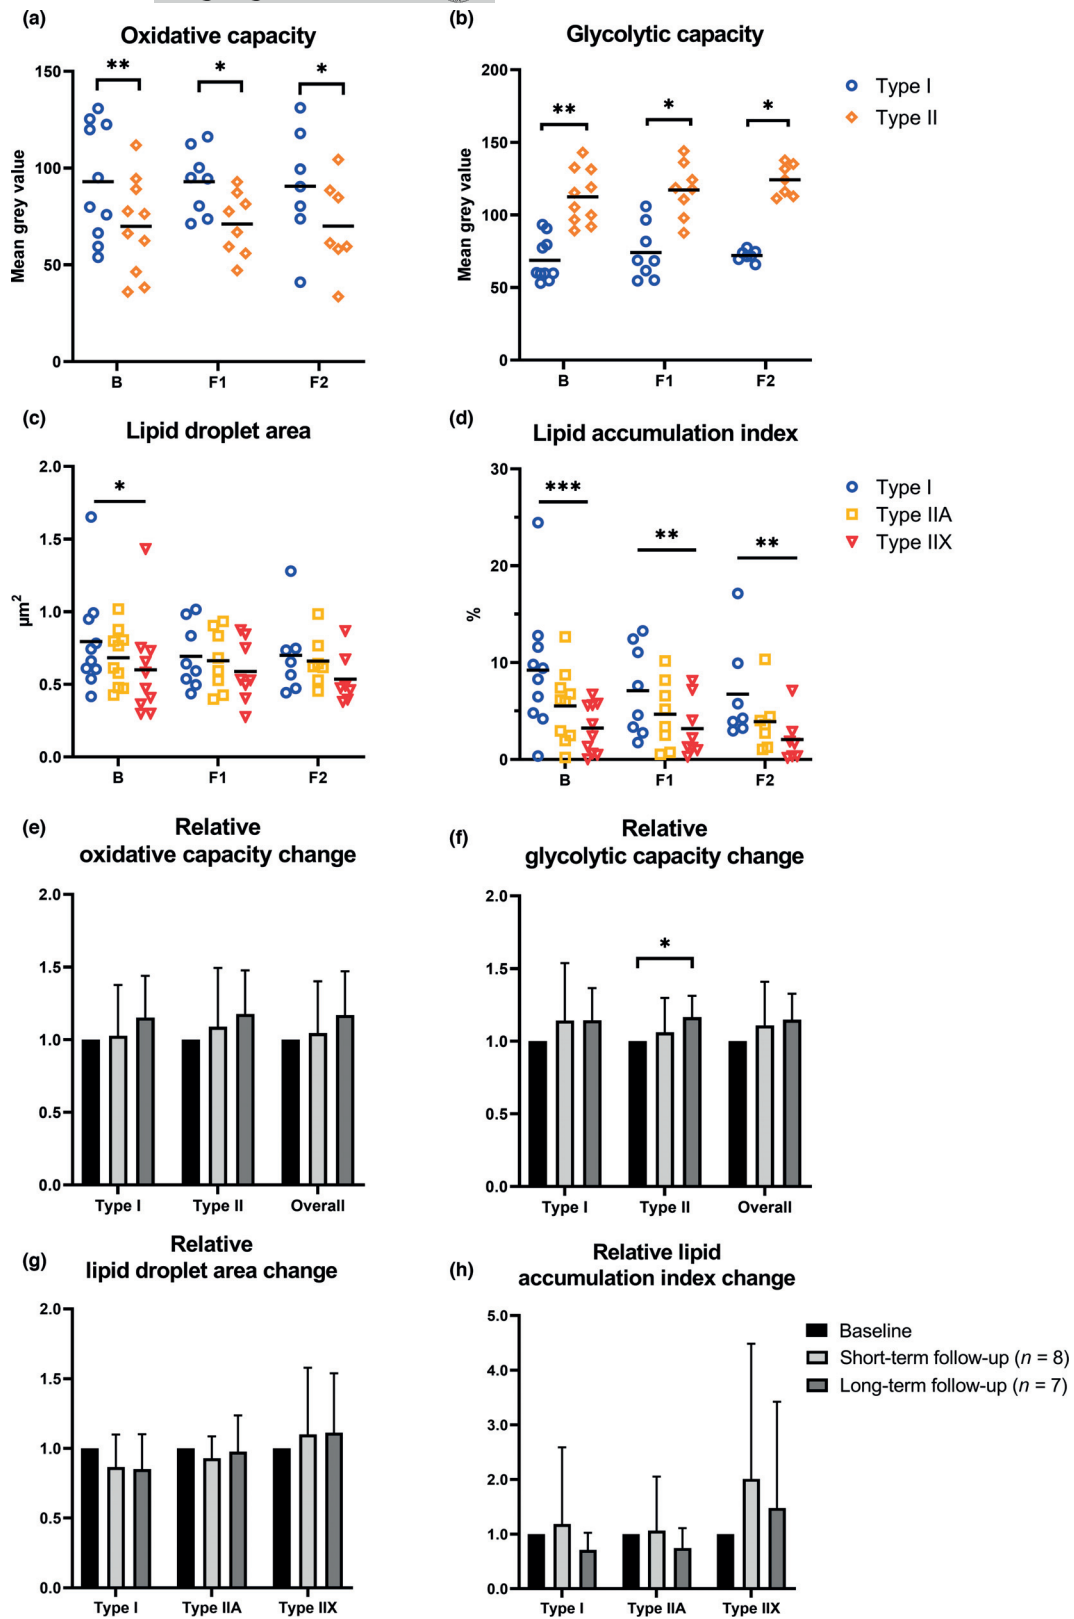 (a)
Oxidative capacity
150
100
50
0
Mean grey value
**
*
*
B
F1
F2
(b)
Glycolytic capacity
200
150
100
50
0
Mean grey value
**
*
*
B
F1
F2
Type I
Type II
(c)
Lipid droplet area
2.0
1.5
1.0
0.5
0.0
µm²
*
B
F1
F2
(d)
Lipid accumulation index
30
20
10
0
%
***
**
**
B
F1
F2
Type I
Type IIA
Type IIX
(e)
Relative
oxidative capacity change
2.0
1.5
1.0
0.5
0.0
Type I
Type II
Overall
(f)
Relative
glycolytic capacity change
2.0
1.5
1.0
0.5
0.0
*
Type I
Type II
Overall
(g)
Relative
lipid droplet area change
2.0
1.5
1.0
0.5
0.0
Type I
Type IIA
Type IIX
(h)
Relative lipid
accumulation index change
5.0
4.0
3.0
2.0
1.0
0.0
Type I
Type IIA
Type IIX
Baseline
Short-term follow-up (n = 8)
Long-term follow-up (n = 7)